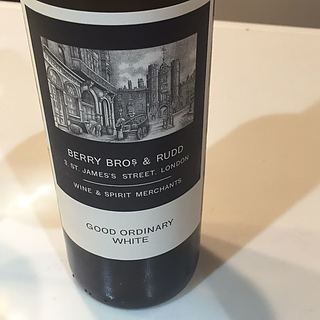 BERRY BROS & RUDD
3 ST. JAMES'S STREET. LONDON
WINE & SPIRIT MERCHANTS
GOOD ORDINARY
WHITE